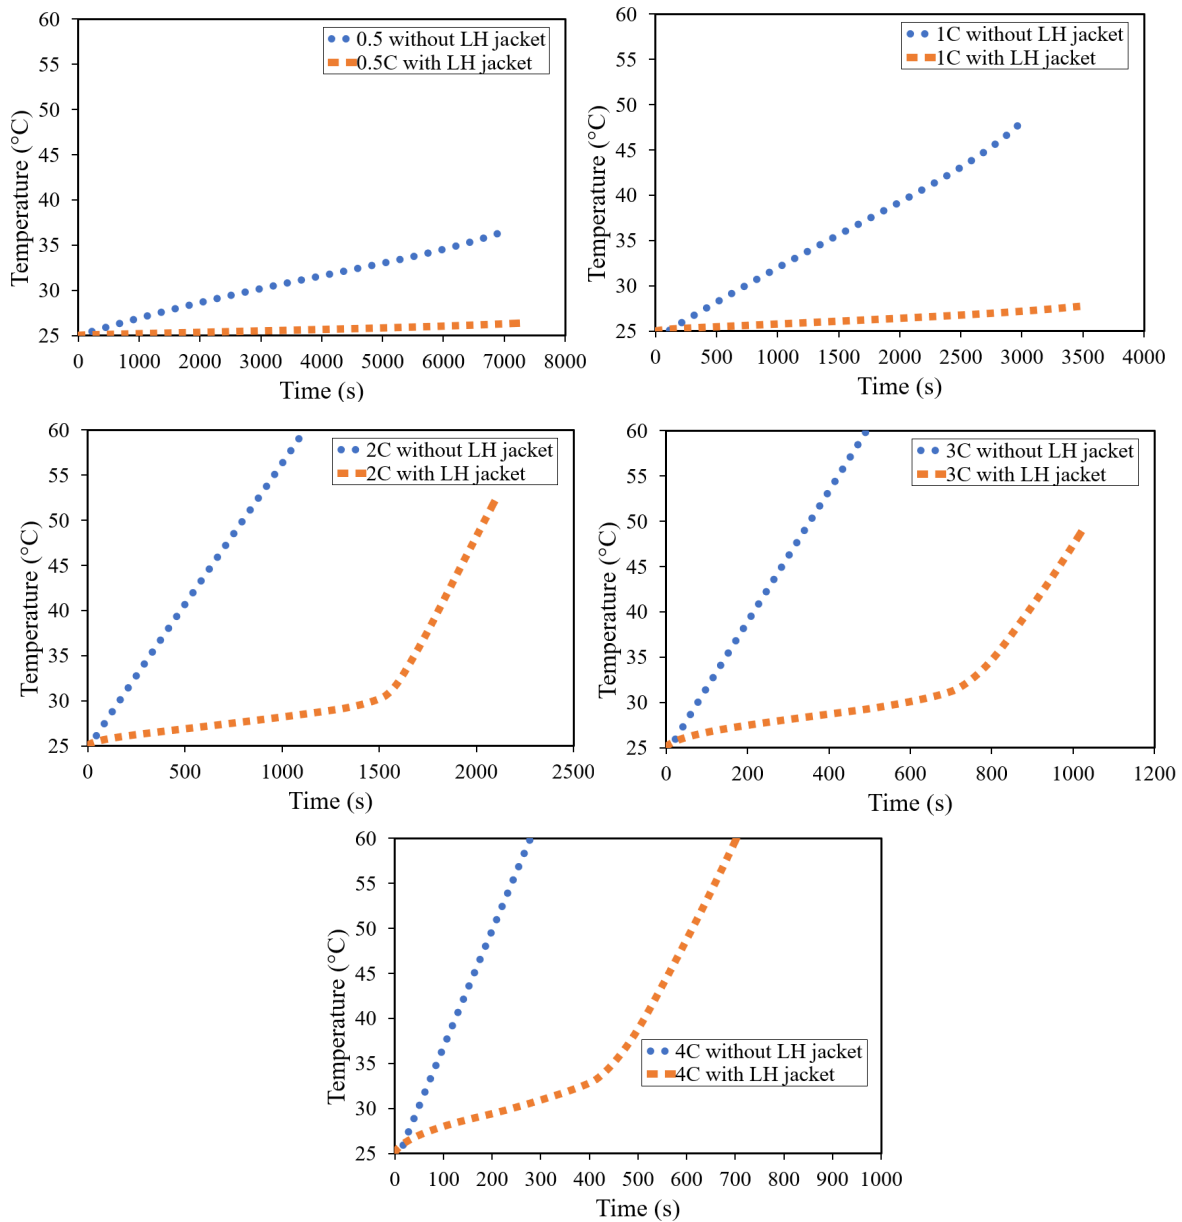 60
55
50
45
40
35
30
25
Temperature (°C)
0.5 without LH jacket
0.5C with LH jacket
0 1000 2000 3000 4000 5000 6000 7000 8000
Time (s)
60
55
50
45
40
35
30
25
Temperature (°C)
1C without LH jacket
1C with LH jacket
0 500 1000 1500 2000 2500 3000 3500 4000
Time (s)
60
55
50
45
40
35
30
25
Temperature (°C)
2C without LH jacket
2C with LH jacket
0 500 1000 1500 2000 2500
Time (s)
60
55
50
45
40
35
30
25
Temperature (°C)
3C without LH jacket
3C with LH jacket
0 200 400 600 800 1000 1200
Time (s)
60
55
50
45
40
35
30
25
Temperature (°C)
4C without LH jacket
4C with LH jacket
0 100 200 300 400 500 600 700 800 900 1000
Time (s)